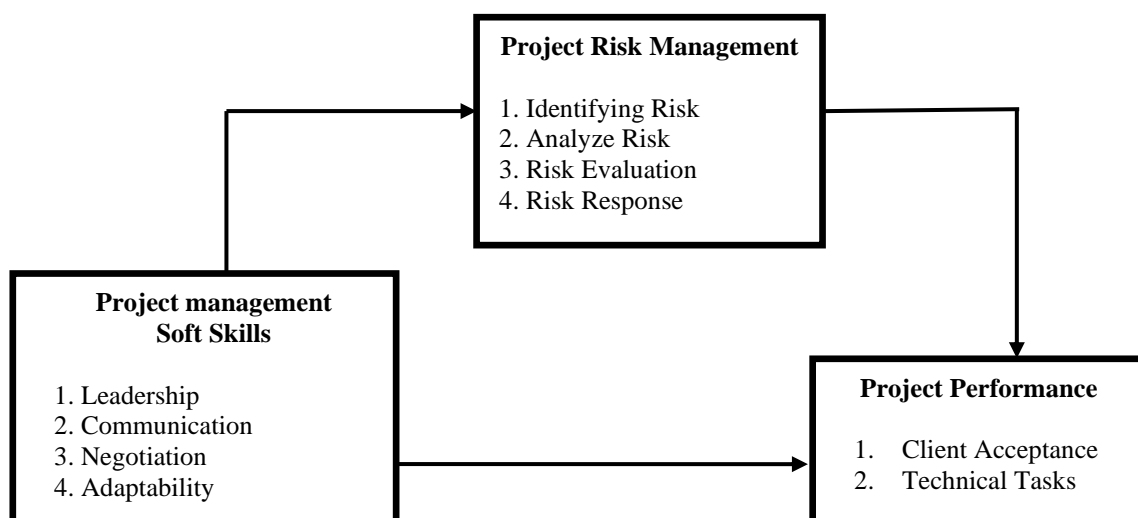 Project Risk Management
1. Identifying Risk
2. Analyze Risk
3. Risk Evaluation
4. Risk Response
Project management
Soft Skills
1. Leadership
2. Communication
3. Negotiation
4. Adaptability
Project Performance
1. Client Acceptance
2. Technical Tasks